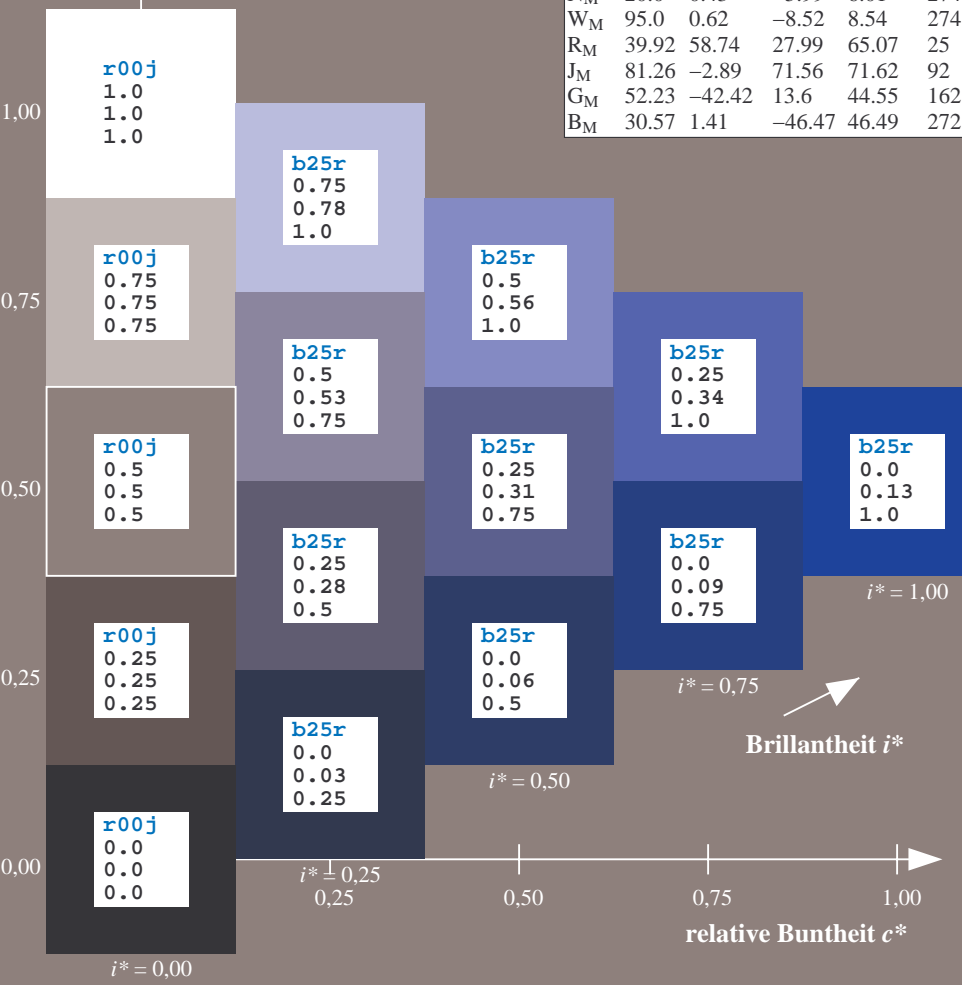 W_M 95.0 0.62 –8.52 8.54 274
R_M 39.92 58.74 27.99 65.07 25
J_M 81.26 –2.89 71.56 71.62 92
G_M 52.23 –42.42 13.6 44.55 162
B_M 30.57 1.41 –46.47 46.49 272
1,00
r00j
1.0
1.0
1.0
b25r
0.75
0.78
1.0
0,75
r00j
0.75
0.75
0.75
b25r
0.5
0.56
1.0
b25r
0.5
0.53
0.75
b25r
0.25
0.34
1.0
0,50
r00j
0.5
0.5
0.5
b25r
0.25
0.31
0.75
b25r
0.0
0.13
1.0
i* = 1,00
b25r
0.25
0.28
0.5
b25r
0.0
0.09
0.75
i* = 0,75
0,25
r00j
0.25
0.25
0.25
b25r
0.0
0.06
0.5
i* = 0,50
Brillantheit i*
b25r
0.0
0.03
0.25
i* = 0,25
0,00
r00j
0.0
0.0
0.0
i* = 0,00
0,25 0,50 0,75 1,00
relative Buntheit c*